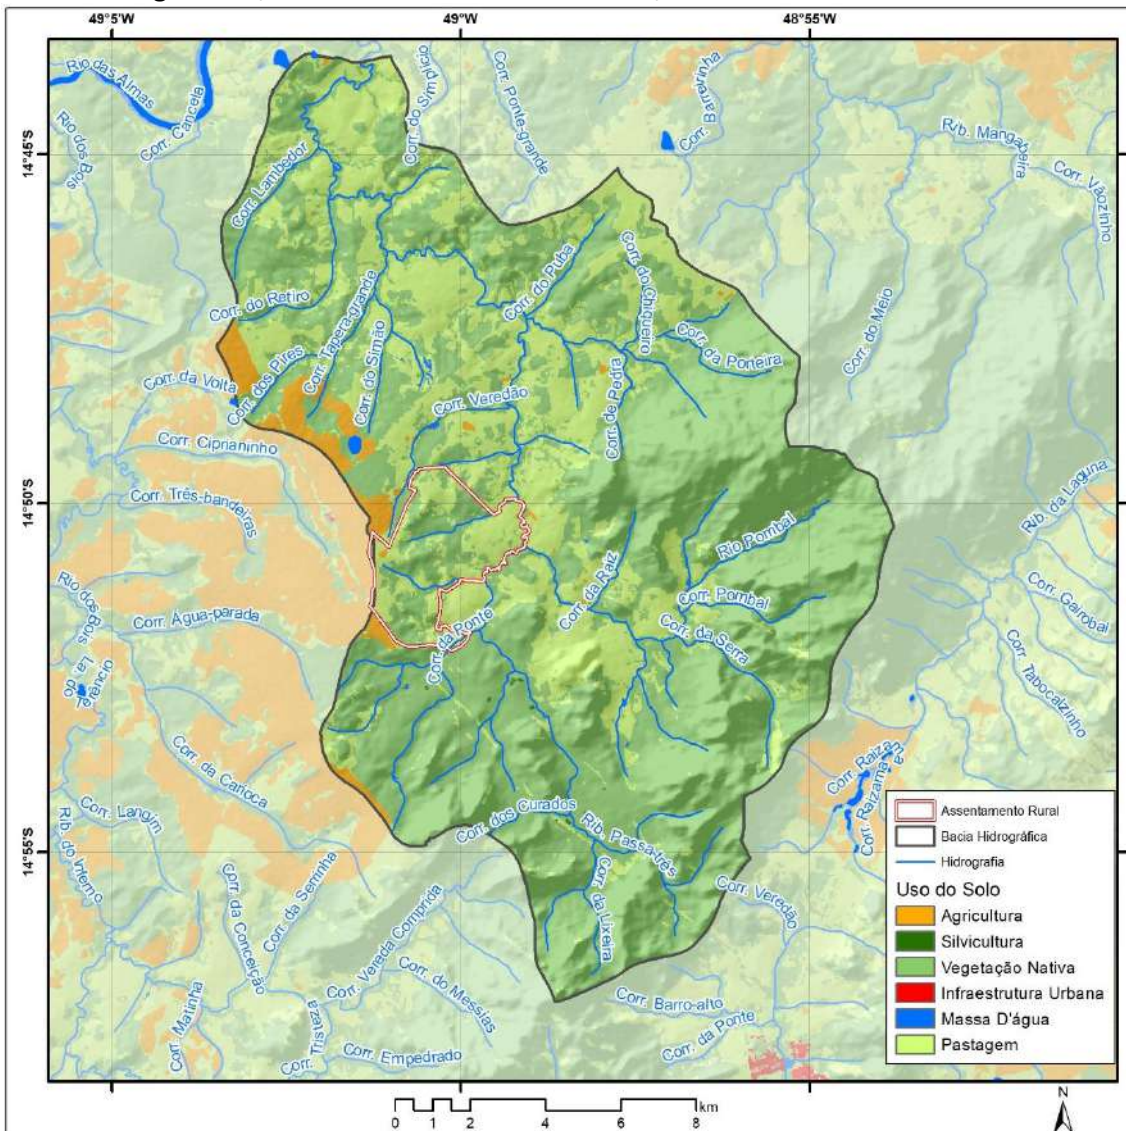 49°5'W
49°W
48°55'W
14°45'S
14°50'S
14°55'S
Rio das Almas
Corr. Cancela
Rio dos Bois
Corr. do Simplício
Corr. Ponte-grande
Corr. Barreirinha
Rib. Mangabeira
Corr. Vãozinho
Corr. Lambedor
Corr. do Puba
Corr. do Chiqueiro
Corr. do Meio
Corr. do Retiro
Corr. Tapera-grande
Corr. do Simão
Corr. da Porteira
Corr. da Volta
Corr. dos Pires
Corr. Veredão
Corr. de Pedra
Corr. Ciprianinho
Corr. Três-bandeiras
Rib. da Laguna
Rio Pombal
Corr. da Raiz
Corr. Pombal
Corr. da Serra
Corr. Gairobal
Corr. Tabocalzinho
Rio dos Bois
Corr. Agua-parada
Corr. da Ponte
Corr. da Carioca
Corr. Raizama
Corr. Raizama
Corr. Langim
Rib. do Inferno
Corr. dos Curados
Rib. Passa-três
Corr. da Lixeira
Corr. Veredão
Corr. da Serrinha
Corr. da Conceição
Corr. Vereda Comprida
Corr. do Messias
Corr. Matinha
Corr. Tristeza
Corr. Empedrado
Corr. Barro-alto
Corr. da Ponte
Assentamento Rural
Bacia Hidrográfica
Hidrografia
Uso do Solo
Agricultura
Silvicultura
Vegetação Nativa
Infraestrutura Urbana
Massa D'água
Pastagem
0 1 2 4 6 8 km
N